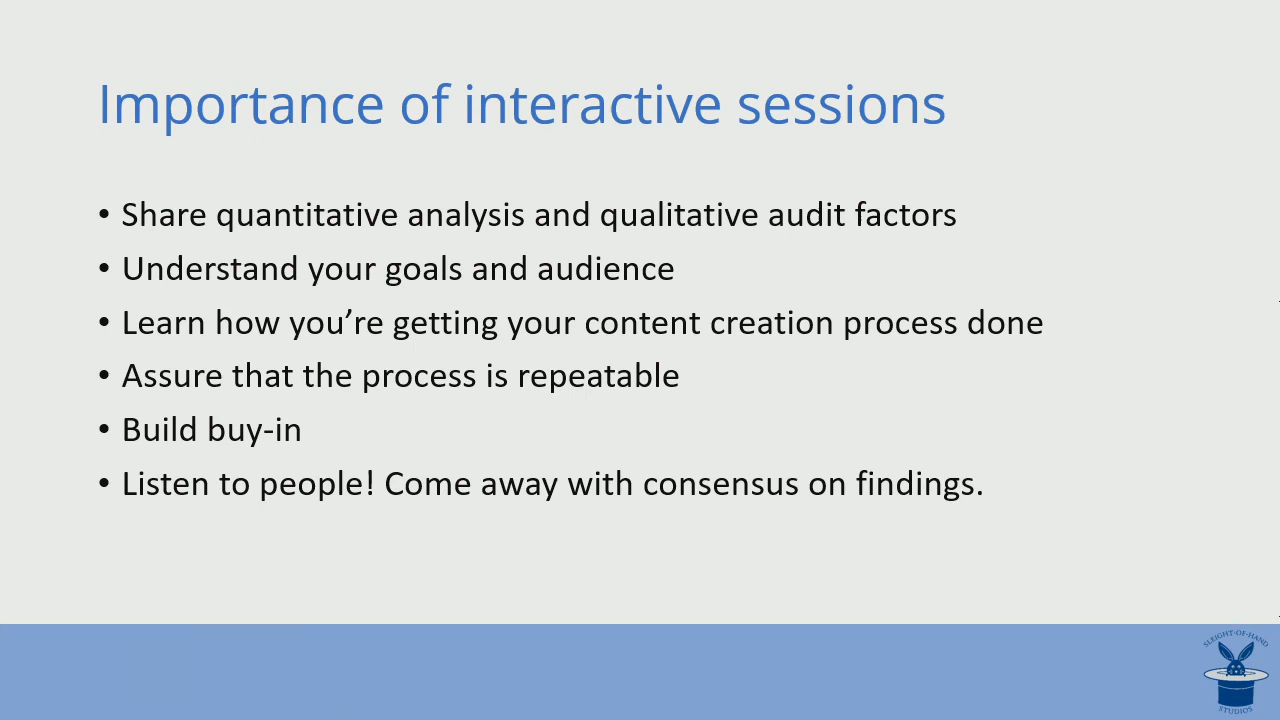 Importance of interactive sessions
• Share quantitative analysis and qualitative audit factors
• Understand your goals and audience
• Learn how you’re getting your content creation process done
• Assure that the process is repeatable
• Build buy-in
• Listen to people! Come away with consensus on findings.
SLEIGHT-OF-HAND
STUDIOS